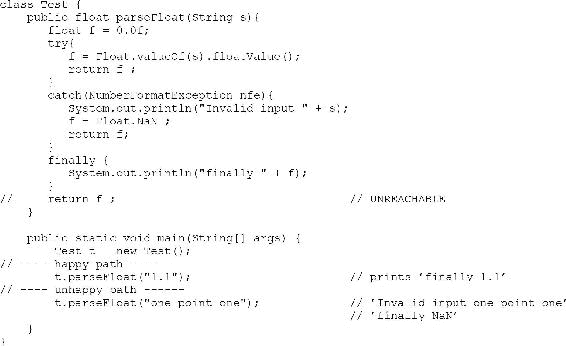 class Test {
public float parseFloat(String s){
float f = 0.0f;
try{
f = Float.valueOf(s).floatValue();
return f ;
}
catch(NumberFormatException nfe){
System.out.println("Invalid input " + s);
f = Float.NaN ;
return f;
}
finally {
System.out.println("finally " + f);
}
// return f ; // UNREACHABLE
}
public static void main(String[] args) {
Test t = new Test();
// ---- happy path
t.parseFloat("1.1"); // prints 'finally 1.1'
// ---- unhappy path ------
t.parseFloat("one point one"); // 'Invalid input one point one'
// 'finally NaN'
}
}